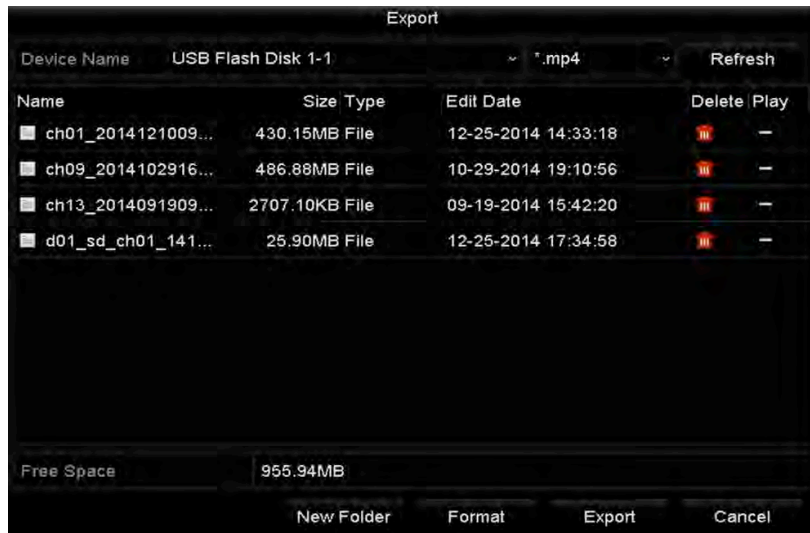 Export
Device Name USB Flash Disk 1-1 *.mp4 Refresh
Name Size Type Edit Date Delete Play
ch01_2014121009... 430.15MB File 12-25-2014 14:33:18
ch09_2014102916... 486.88MB File 10-29-2014 19:10:56
ch13_2014091909... 2707.10KB File 09-19-2014 15:42:20
d01_sd_ch01_141... 25.90MB File 12-25-2014 17:34:58
Free Space 955.94MB
New Folder Format Export Cancel